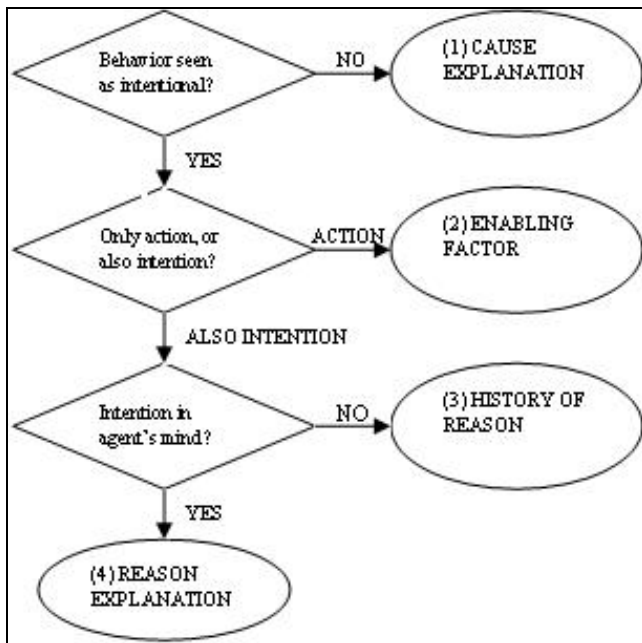 Behavior seen
as intentional?
NO
(1) CAUSE
EXPLANATION
YES
Only action, or
also intention?
ACTION
(2) ENABLING
FACTOR
ALSO INTENTION
Intention in
agent's mind?
NO
(3) HISTORY OF
REASON
YES
(4) REASON
EXPLANATION